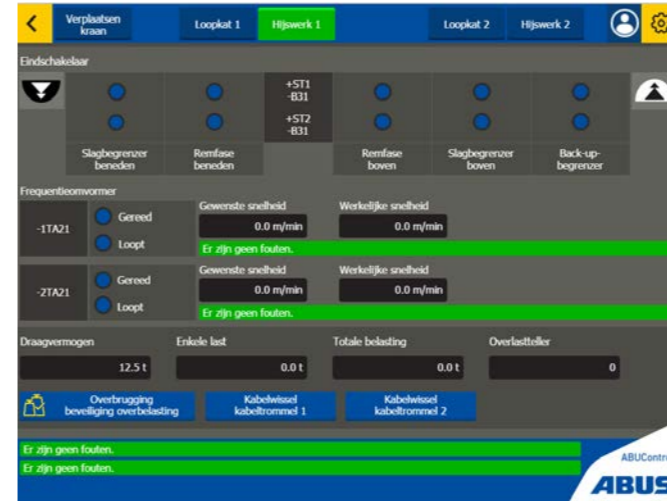 Verplaatsen
kraan
Loopkat 1
Hijswerk 1
Loopkat 2
Hijswerk 2
Eindschakelaar
+ST1
-B31
+ST2
-B31
Slagbegrenzer
beneden
Remfase
beneden
Remfase
boven
Slagbegrenzer
boven
Back-up-
begrenzer
Frequentieomvormer
-1TA21
Gereed
Loopt
Gewenste snelheid
Werkelijke snelheid
0.0 m/min
0.0 m/min
Er zijn geen fouten.
-2TA21
Gereed
Loopt
Gewenste snelheid
Werkelijke snelheid
0.0 m/min
0.0 m/min
Er zijn geen fouten.
Draagvermogen
Enkele last
Totale belasting
Overlastteller
12.5 t
0.0 t
0.0 t
0
Overbrugging
beveiliging overbelasting
Kabelwissel
kabeltrommel 1
Kabelwissel
kabeltrommel 2
Er zijn geen fouten.
Er zijn geen fouten.
ABUContr
ABUS